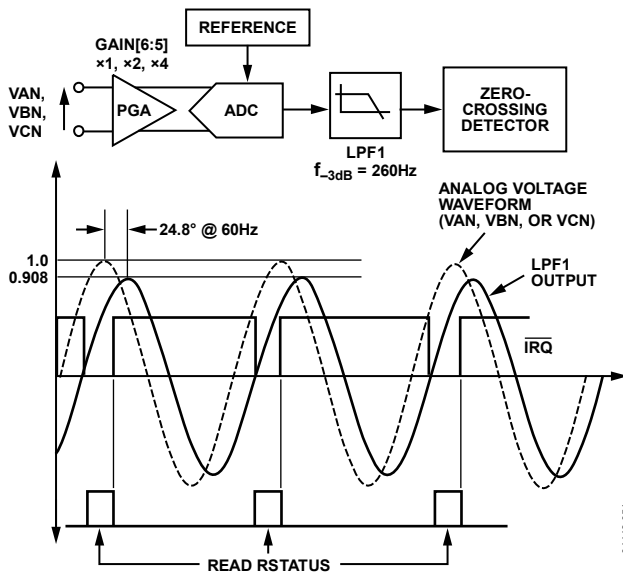 REFERENCE
GAIN[6:5]
×1, ×2, ×4
VAN,
VBN,
VCN
PGA
ADC
LPF1
f–3dB = 260Hz
ZERO-
CROSSING
DETECTOR
24.8° @ 60Hz
1.0
0.908
ANALOG VOLTAGE
WAVEFORM
(VAN, VBN, OR VCN)
LPF1
OUTPUT
IRQ
READ RSTATUS